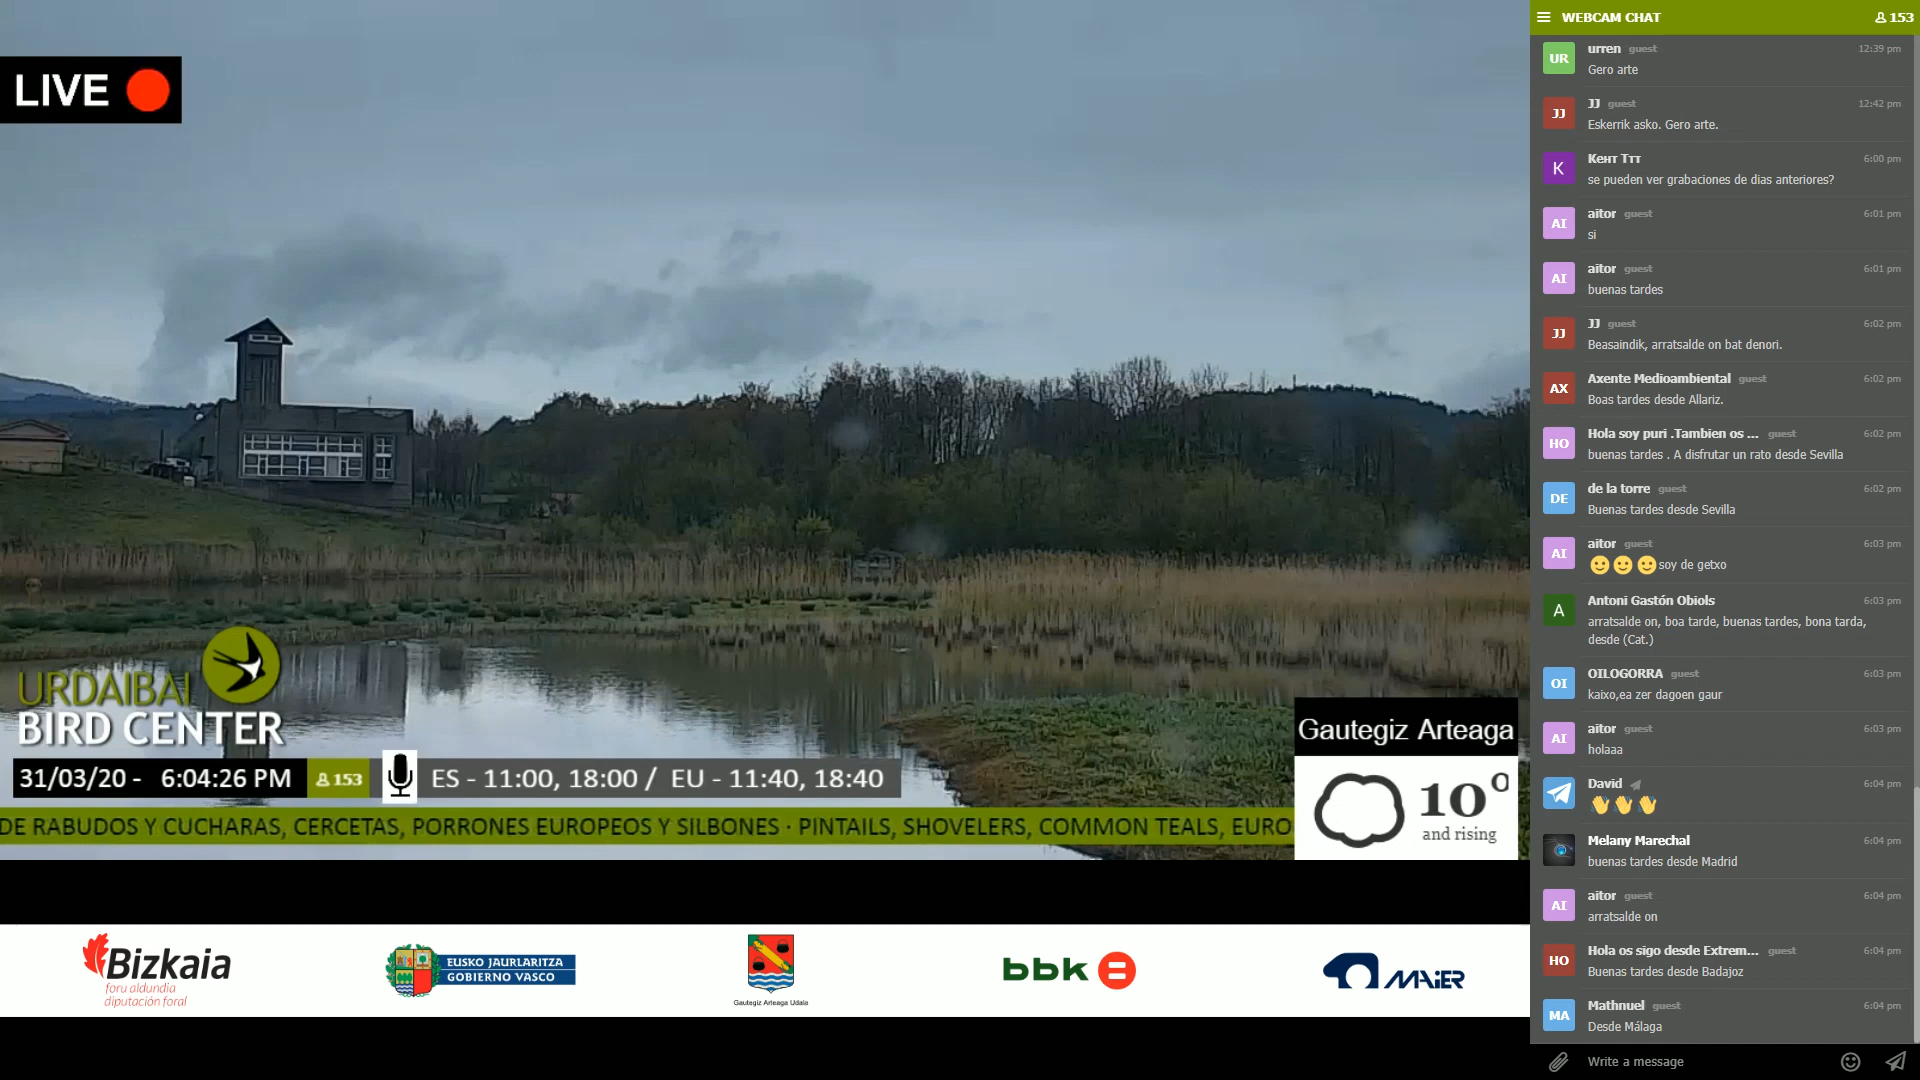 LIVE
URDAIBAI
BIRD CENTER
31/03/20 - 6:04:26 PM
153
ES - 11:00, 18:00 / EU - 11:40, 18:40
DE RABUDOS Y CUCHARAS, CERCETAS, PORRONES EUROPEOS Y SILBONES · PINTAILS, SHOVELERS, COMMON TEALS, EURO
Gautegiz Arteaga
10°
and rising
Bizkaia
foru aldundia
diputación foral
EUSKO JAURLARITZA
GOBIERNO VASCO
Gautegiz Arteaga Udala
bbk
MAIER
WEBCAM CHAT
153
UR
urren guest 12:39 pm
Gero arte
JJ
JJ guest 12:42 pm
Eskerrik asko. Gero arte.
K
Кент Ттт 6:00 pm
se pueden ver grabaciones de dias anteriores?
AI
aitor guest 6:01 pm
si
AI
aitor guest 6:01 pm
buenas tardes
JJ
JJ guest 6:02 pm
Beasaindik, arratsalde on bat denori.
AX
Axente Medioambiental guest 6:02 pm
Boas tardes desde Allariz.
HO
Hola soy puri .Tambien os ... guest 6:02 pm
buenas tardes . A disfrutar un rato desde Sevilla
DE
de la torre guest 6:02 pm
Buenas tardes desde Sevilla
AI
aitor guest 6:03 pm
🙂🙂🙂soy de getxo
A
Antoni Gastón Obiols 6:03 pm
arratsalde on, boa tarde, buenas tardes, bona tarda,
desde (Cat.)
OI
OILOGORRA guest 6:03 pm
kaixo,ea zer dagoen gaur
AI
aitor guest 6:03 pm
holaaa
David 6:04 pm
👋👋👋
Melany Marechal 6:04 pm
buenas tardes desde Madrid
AI
aitor guest 6:04 pm
arratsalde on
HO
Hola os sigo desde Extrem... guest 6:04 pm
Buenas tardes desde Badajoz
MA
Mathnuel guest 6:04 pm
Desde Málaga
Write a message